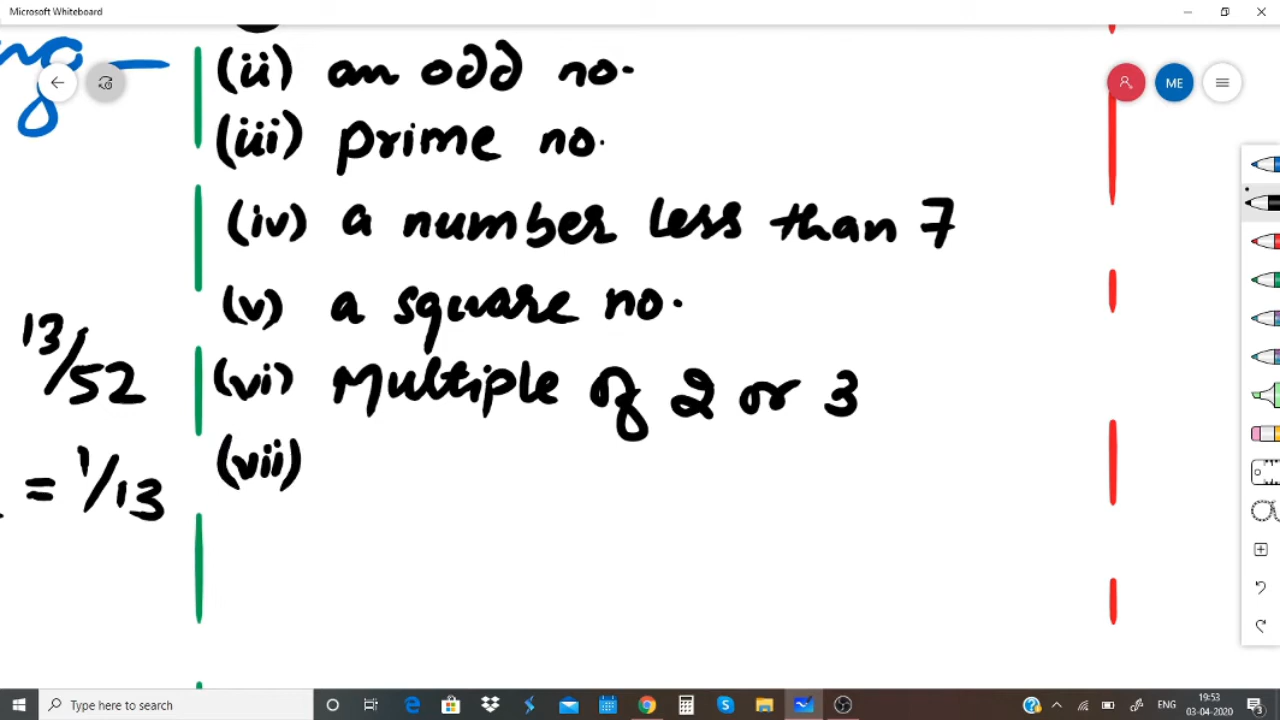 Microsoft Whiteboard
(ii) an odd no.
(iii) prime no.
ME
(iv) a number less than 7
(v) a square no.
13/52
(vi) Multiple of 2 or 3
(vii)
= 1/13
Type here to search
ENG
19:53
03-04-2020